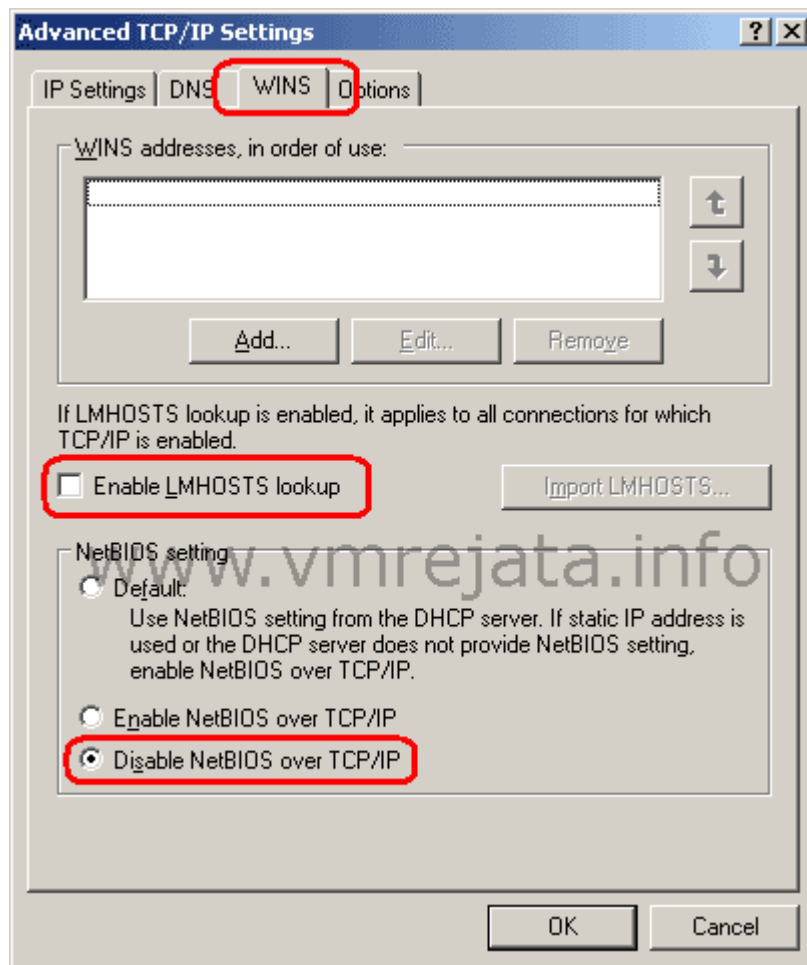 Advanced TCP/IP Settings
IP Settings DNS WINS Options
WINS addresses, in order of use:
Add... Edit... Remove
If LMHOSTS lookup is enabled, it applies to all connections for which
TCP/IP is enabled.
Enable LMHOSTS lookup Import LMHOSTS...
NetBIOS setting
www.vmrejata.info
Default:
Use NetBIOS setting from the DHCP server. If static IP address is
used or the DHCP server does not provide NetBIOS setting,
enable NetBIOS over TCP/IP.
Enable NetBIOS over TCP/IP
Disable NetBIOS over TCP/IP
OK Cancel